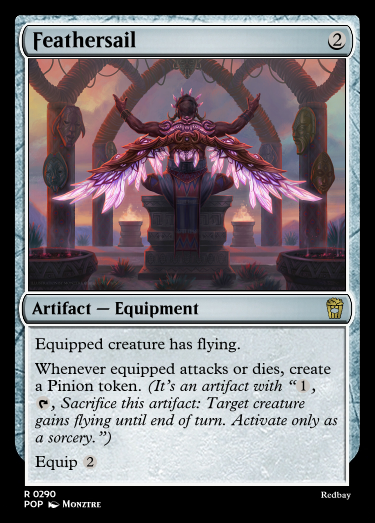 Feathersail 2
Artifact — Equipment
Equipped creature has flying.
Whenever equipped attacks or dies, create
a Pinion token. (It's an artifact with “1,
, Sacrifice this artifact: Target creature
gains flying until end of turn. Activate only as
a sorcery.”)
Equip 2
R 0290
POP Monztre
Redbay